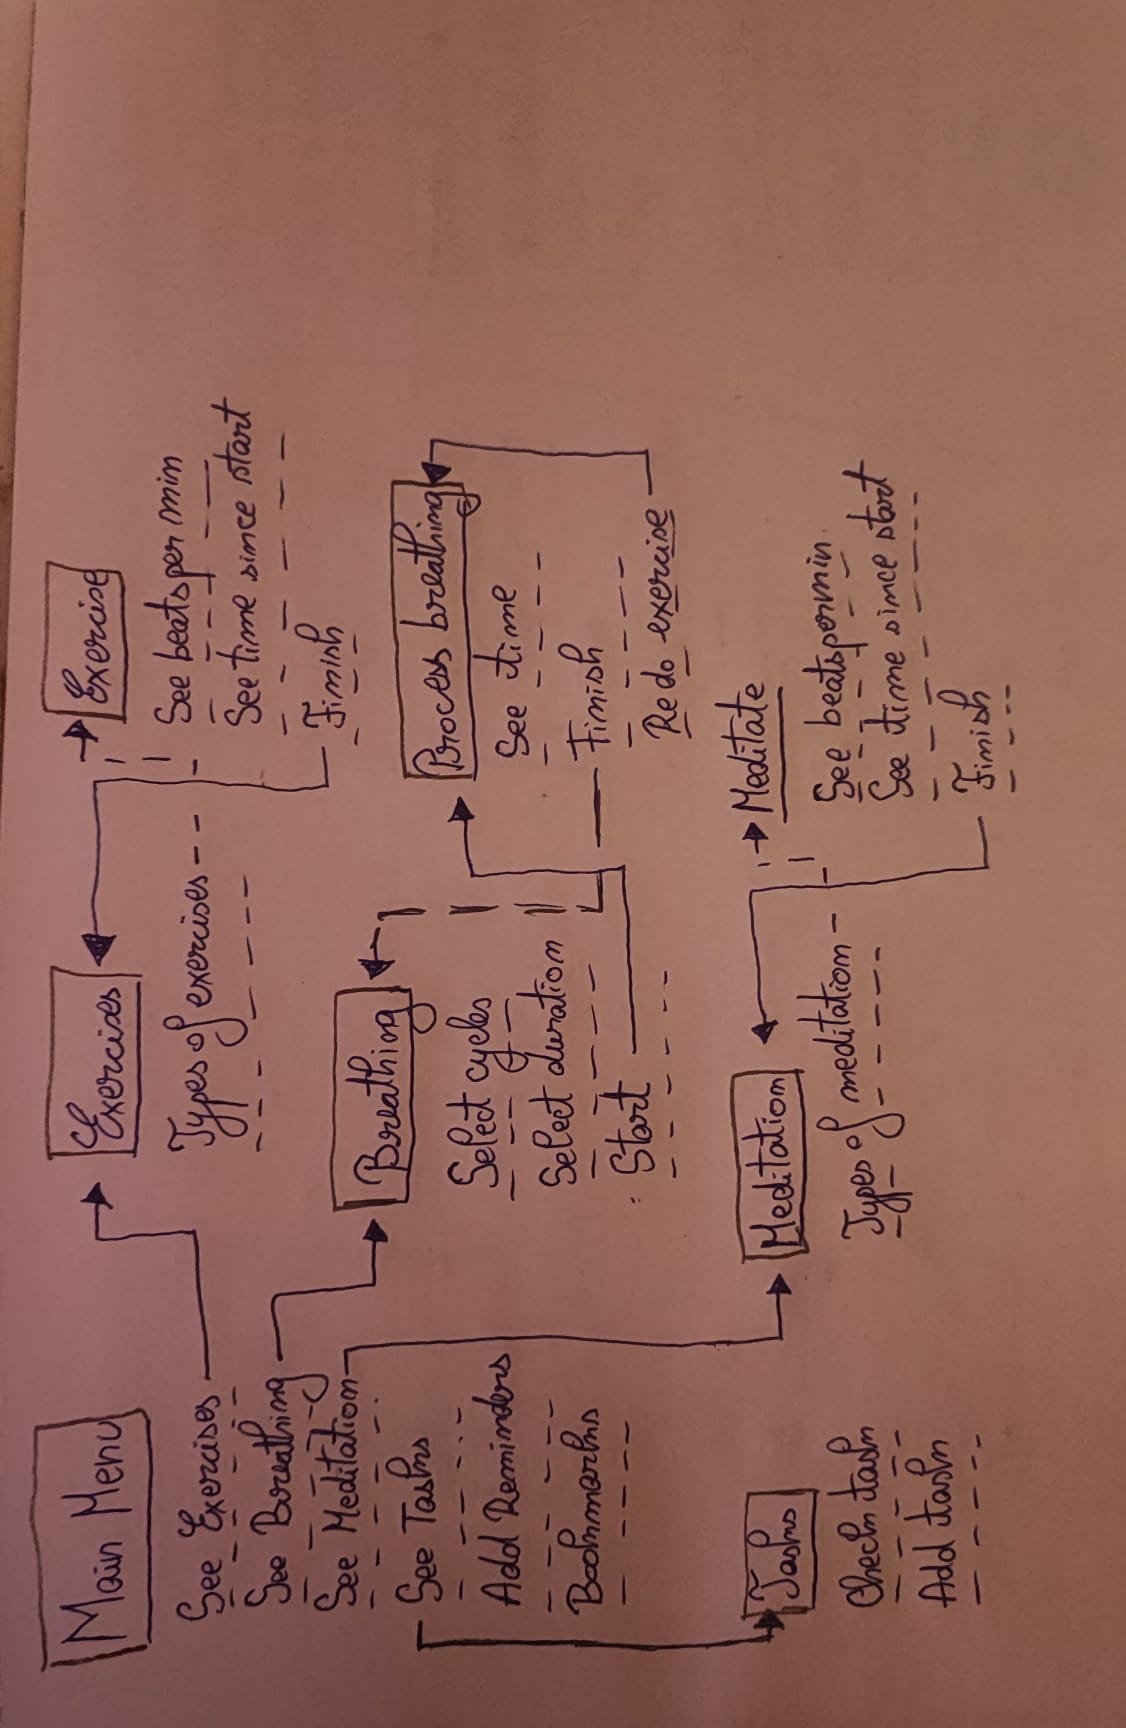 Main Menu
See Exercises
See Breathing
See Meditation
See Tasks
Add Reminders
Bookmarks
Exercises
Types of exercises
Exercise
See beats per min
See time since start
Finish
Breathing
Select cycles
Select duration
Start
Process breathing
See time
Finish
Redo exercise
Meditation
Types of meditation
Meditate
See beats per min
See time since start
Finish
Tasks
Check task
Add task